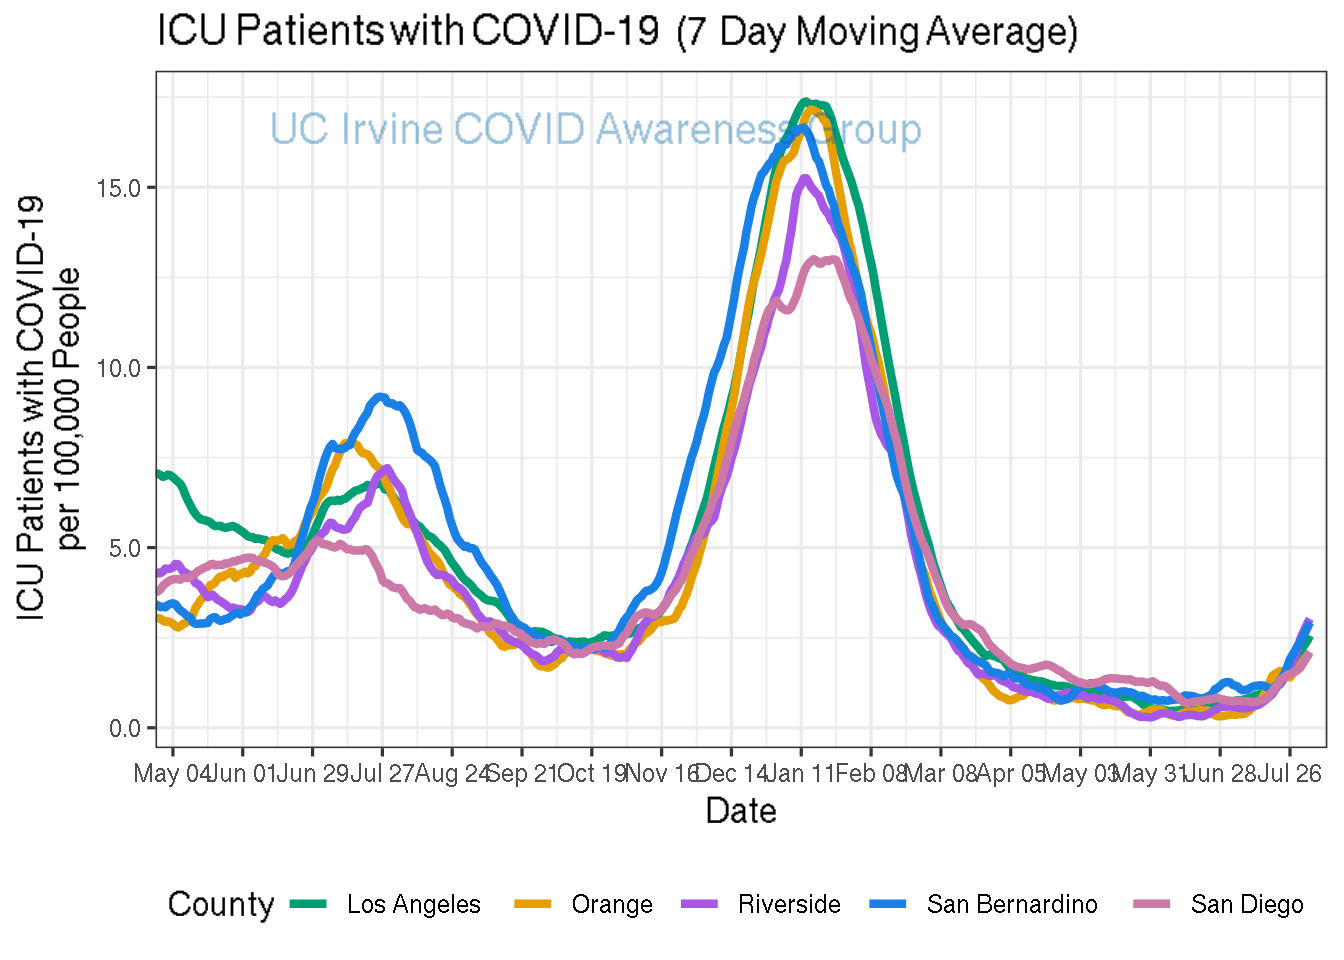 ICU Patients with COVID-19 (7 Day Moving Average)
UC Irvine COVID Awareness Group
ICU Patients with COVID-19
per 100,000 People
15.0
10.0
5.0
0.0
May 04 Jun 01 Jun 29 Jul 27 Aug 24 Sep 21 Oct 19 Nov 16 Dec 14 Jan 11 Feb 08 Mar 08 Apr 05 May 03 May 31 Jun 28 Jul 26
Date
County Los Angeles Orange Riverside San Bernardino San Diego